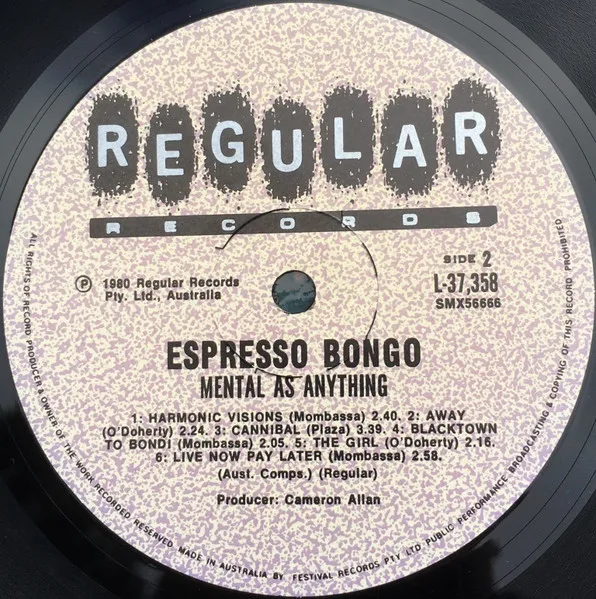 REGULAR
RECORDS
SIDE 2
L-37,358
SMX56666
Ⓟ 1980 Regular Records
Pty. Ltd., Australia
ESPRESSO BONGO
MENTAL AS ANYTHING
1: HARMONIC VISIONS (Mombassa) 2.40. 2: AWAY
(O'Doherty) 2.24. 3: CANNIBAL (Plaza) 3.39. 4: BLACKTOWN
TO BONDI (Mombassa) 2.05. 5: THE GIRL (O'Doherty) 2.16.
6: LIVE NOW PAY LATER (Mombassa) 2.58.
(Aust. Comps.) (Regular)
Producer: Cameron Allan
ALL RIGHTS OF RECORD PRODUCER & OWNER OF THE WORK RECORDED RESERVED. MADE IN AUSTRALIA BY FESTIVAL RECORDS PTY LTD. PUBLIC PERFORMANCE BROADCASTING & COPYING OF THIS RECORD PROHIBITED